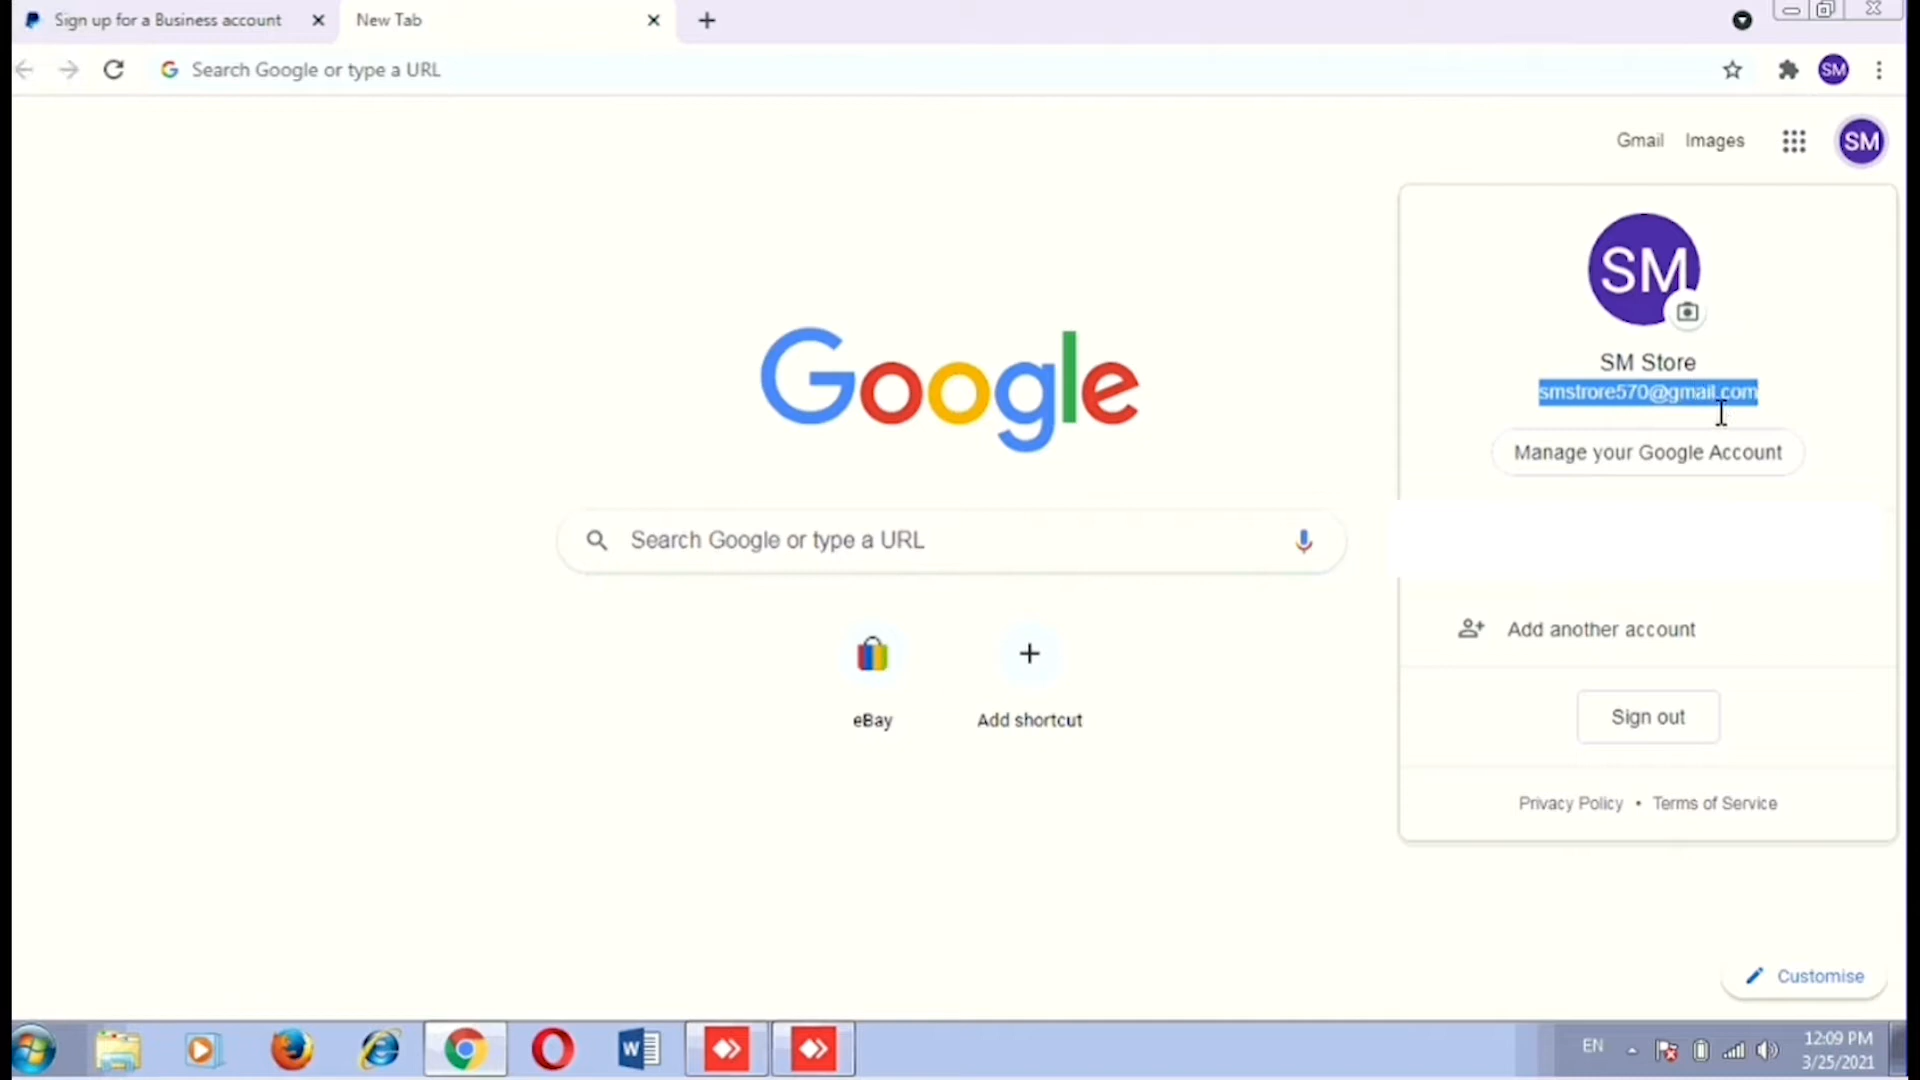 Sign up for a Business account
New Tab
Search Google or type a URL
SM
Gmail
Images
SM
SM
SM Store
smstrore570@gmail.com
Manage your Google Account
Google
Search Google or type a URL
Add another account
eBay
Add shortcut
Sign out
Privacy Policy • Terms of Service
Customise
W
EN
12:09 PM
3/25/2021